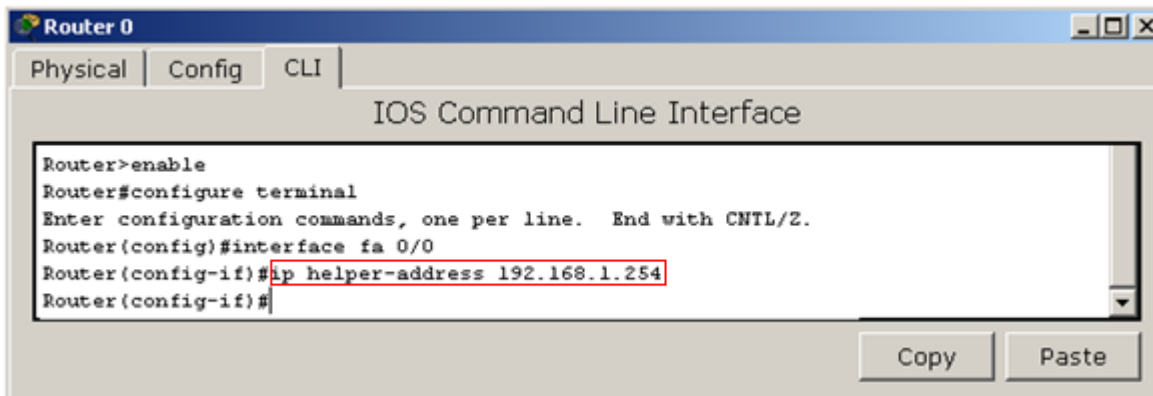 Router 0
Physical Config CLI
IOS Command Line Interface
Router>enable
Router#configure terminal
Enter configuration commands, one per line.  End with CNTL/Z.
Router(config)#interface fa 0/0
Router(config-if)#ip helper-address 192.168.1.254
Router(config-if)#
Copy Paste